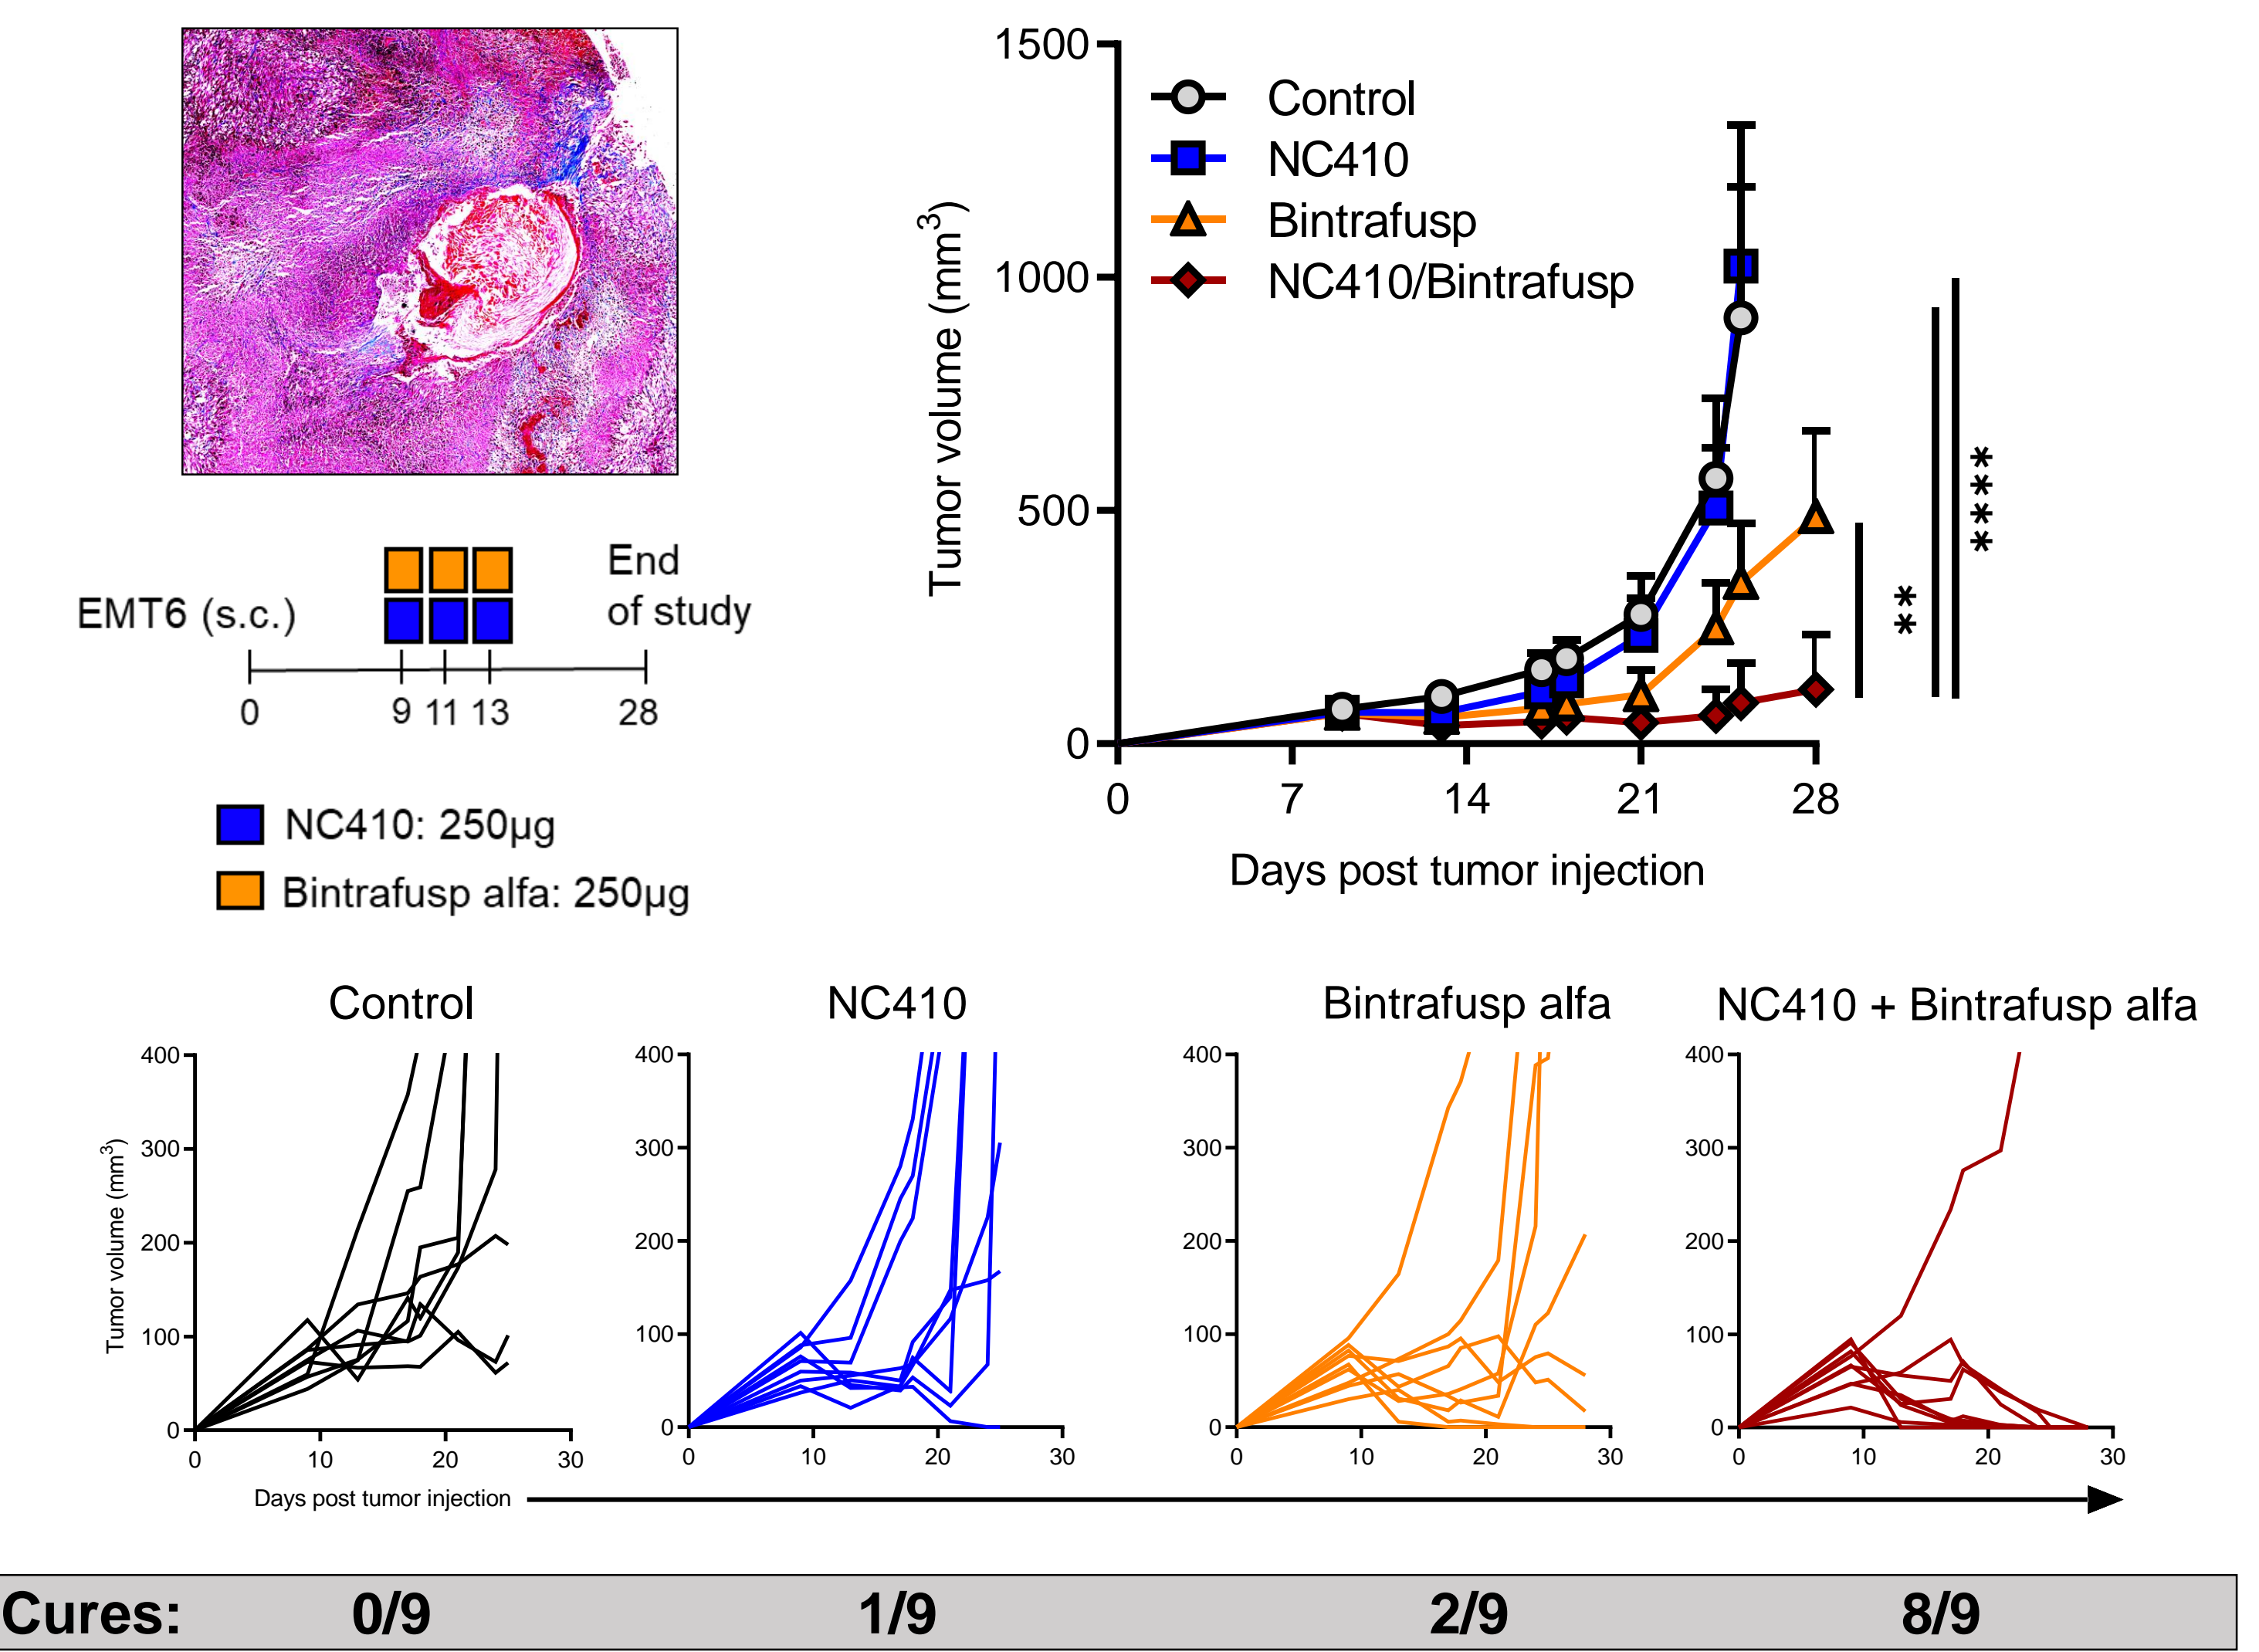 EMT6 (s.c.)
End
of study
0
9
11
13
28
NC410: 250µg
Bintrafusp alfa: 250µg
Tumor volume (mm³)
1500
1000
500
0
Control
NC410
Bintrafusp
NC410/Bintrafusp
**
****
0
7
14
21
28
Days post tumor injection
Control
Tumor volume (mm³)
400
300
200
100
0
0
10
20
30
NC410
400
300
200
100
0
0
10
20
30
Bintrafusp alfa
400
300
200
100
0
0
10
20
30
NC410 + Bintrafusp alfa
400
300
200
100
0
0
10
20
30
Days post tumor injection
Cures: 0/9 1/9 2/9 8/9